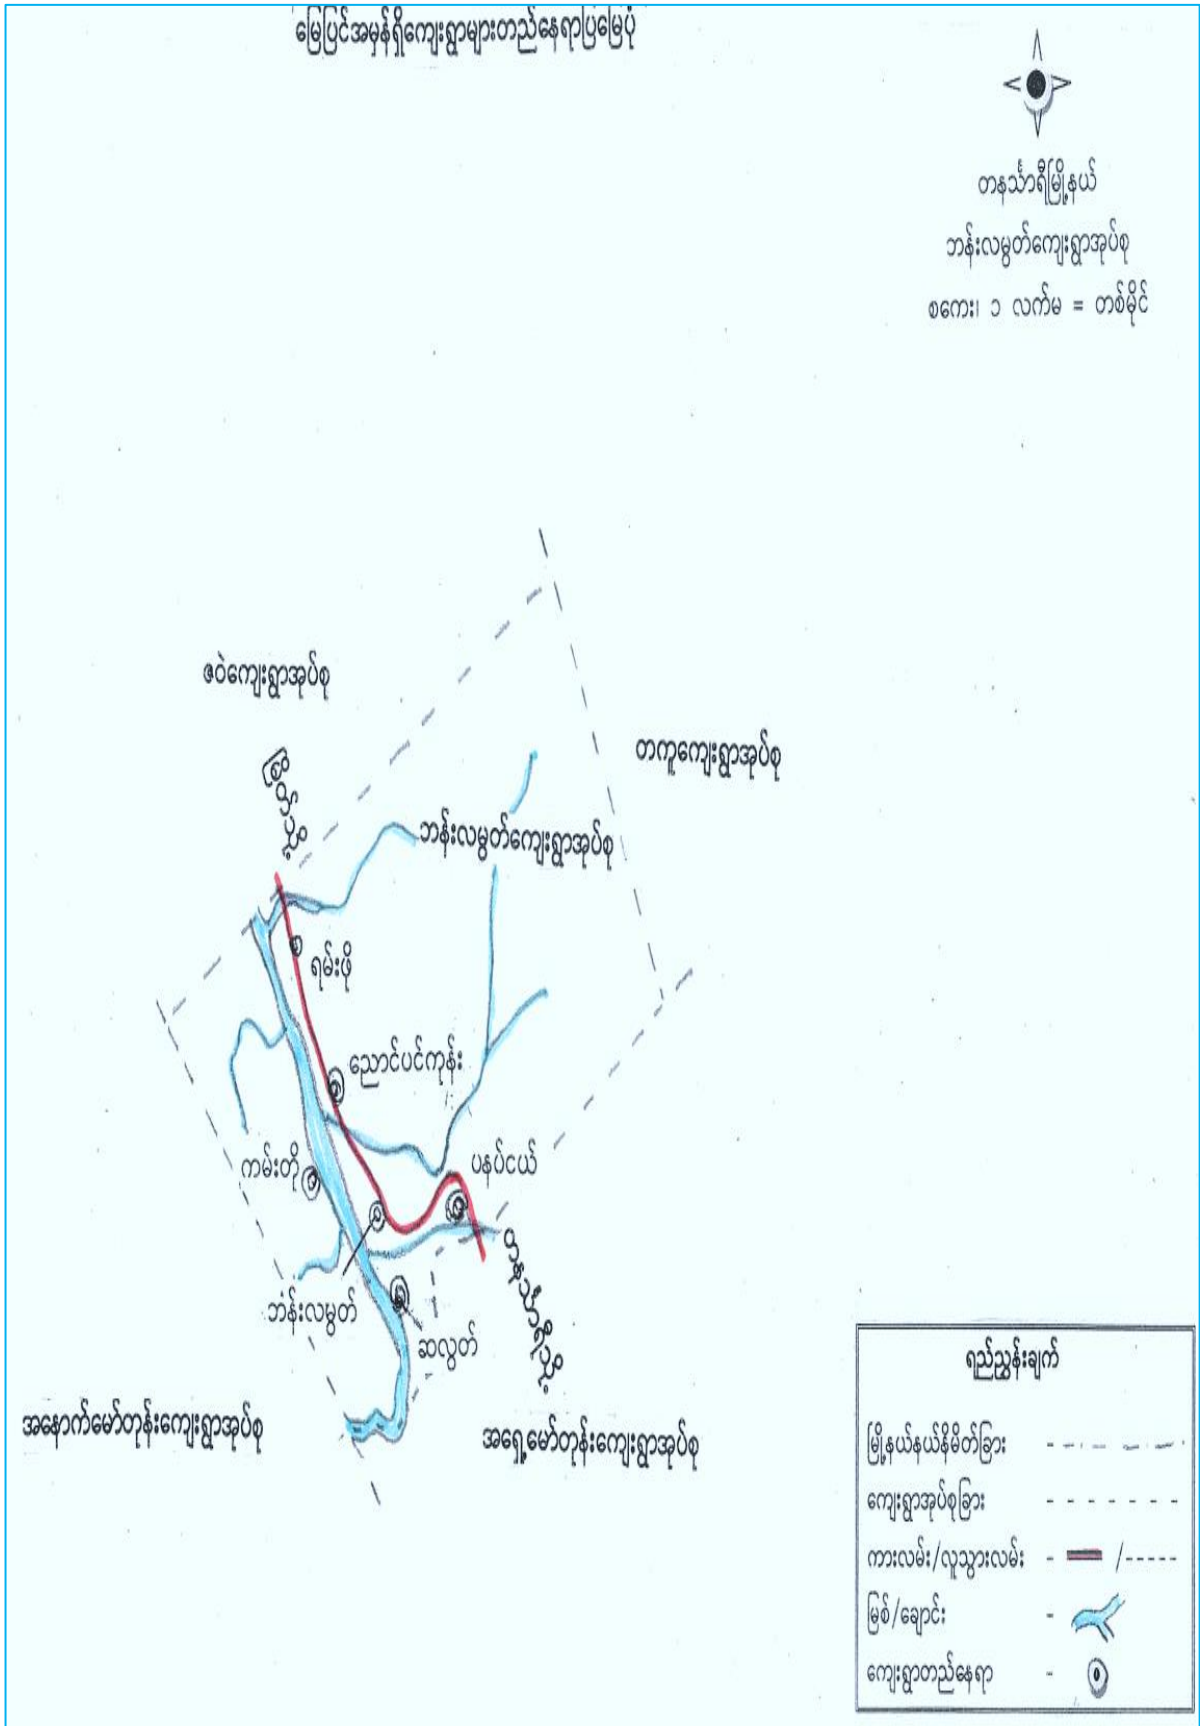 မြေပြင်အမှန်ရှိကျေးရွာများတည်နေရာပြမြေပုံ
တနင်္သာရီမြို့နယ်
ဘန်းလမွတ်ကျေးရွာအုပ်စု
စကေး၊ ၁ လက်မ = တစ်မိုင်
ဇဝဲကျေးရွာအုပ်စု
တကူကျေးရွာအုပ်စု
ဘန်းလမွတ်ကျေးရွာအုပ်စု
ရမ်းဖို
ညောင်ပင်ကုန်း
ကမ်းတို
ပနပ်ငယ်
ဘန်းလမွတ်
ဆလွတ်
အနောက်မော်တုန်းကျေးရွာအုပ်စု
အရှေ့မော်တုန်းကျေးရွာအုပ်စု
ရည်ညွှန်းချက်
မြို့နယ်နယ်နိမိတ်ခြား -
ကျေးရွာအုပ်စုခြား -
ကားလမ်း/လူသွားလမ်း - /
မြစ်/ချောင်း -
ကျေးရွာတည်နေရာ -